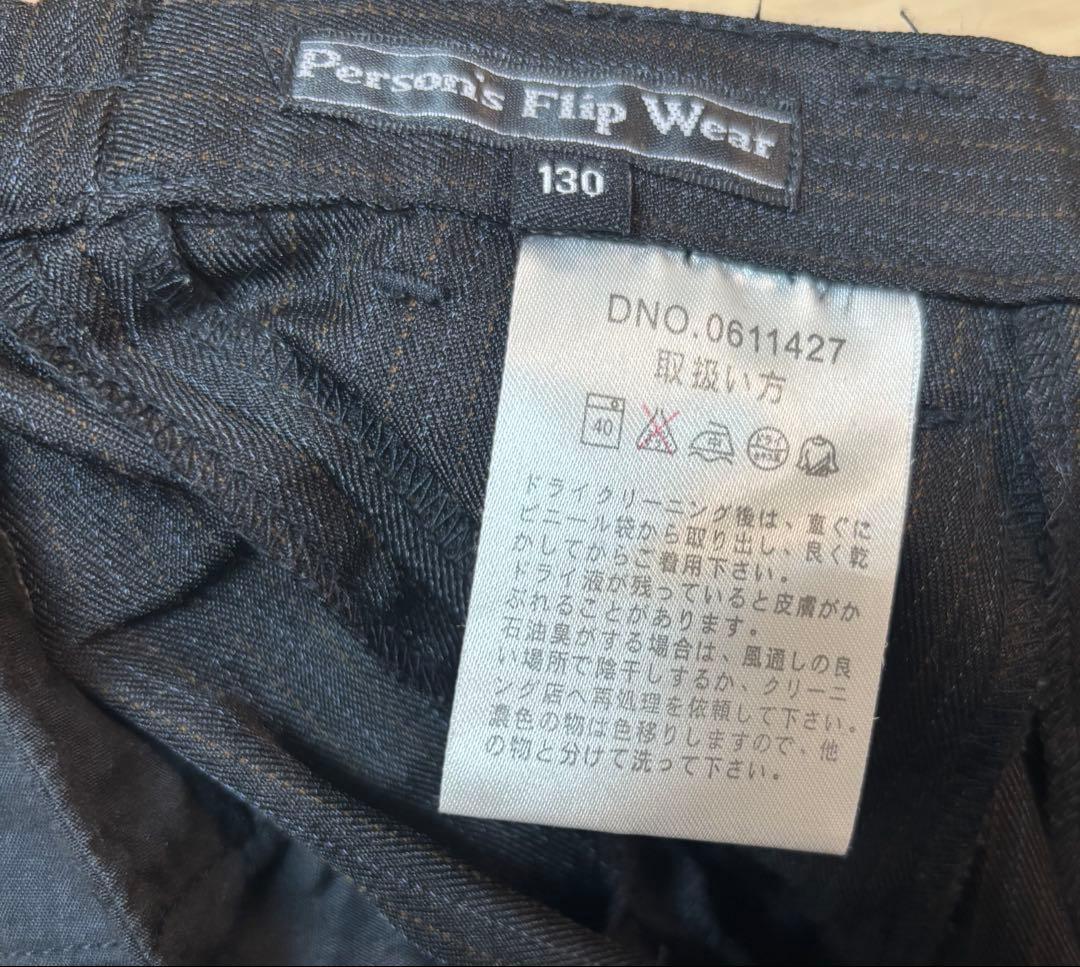 Person's Flip Wear
130
DNO.0611427
取扱い方
40
ドライクリーニング後は、直ぐに
ビニール袋から取り出し、良く乾
かしてからご着用下さい。
ドライ液が残っていると皮膚がか
ぶれることがあります。
石油臭がする場合は、風通しの良
い場所で陰干しするか、クリーニ
ング店へ再処理を依頼して下さい。
濃色の物は色移りしますので、他
の物と分けて洗って下さい。